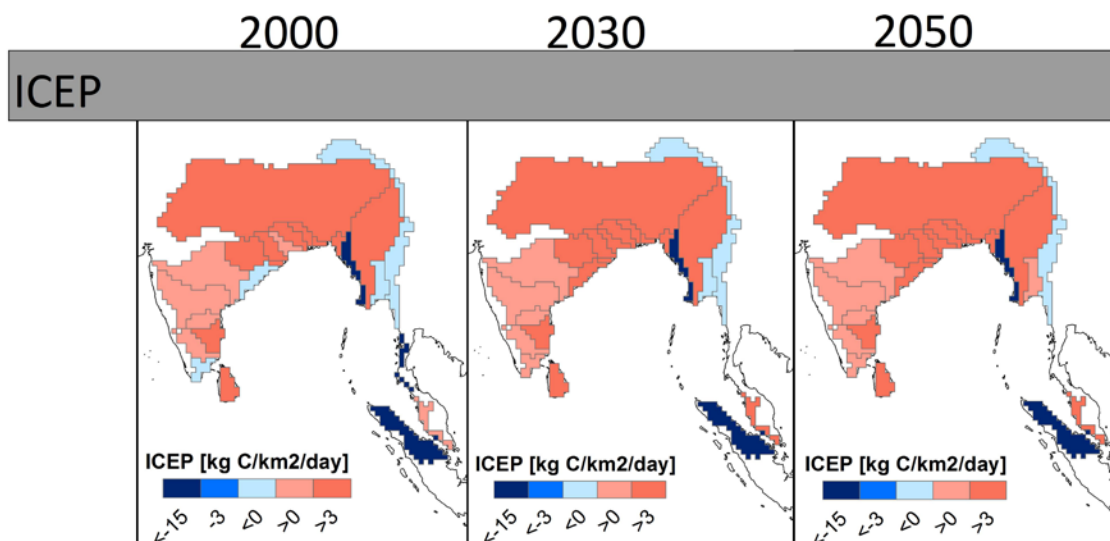 2000 2030 2050
ICEP
ICEP [kg C/km2/day] ICEP [kg C/km2/day] ICEP [kg C/km2/day]
<-15 <-3 <0 >0 >3 <-15 <-3 <0 >0 >3 <-15 <-3 <0 >0 >3